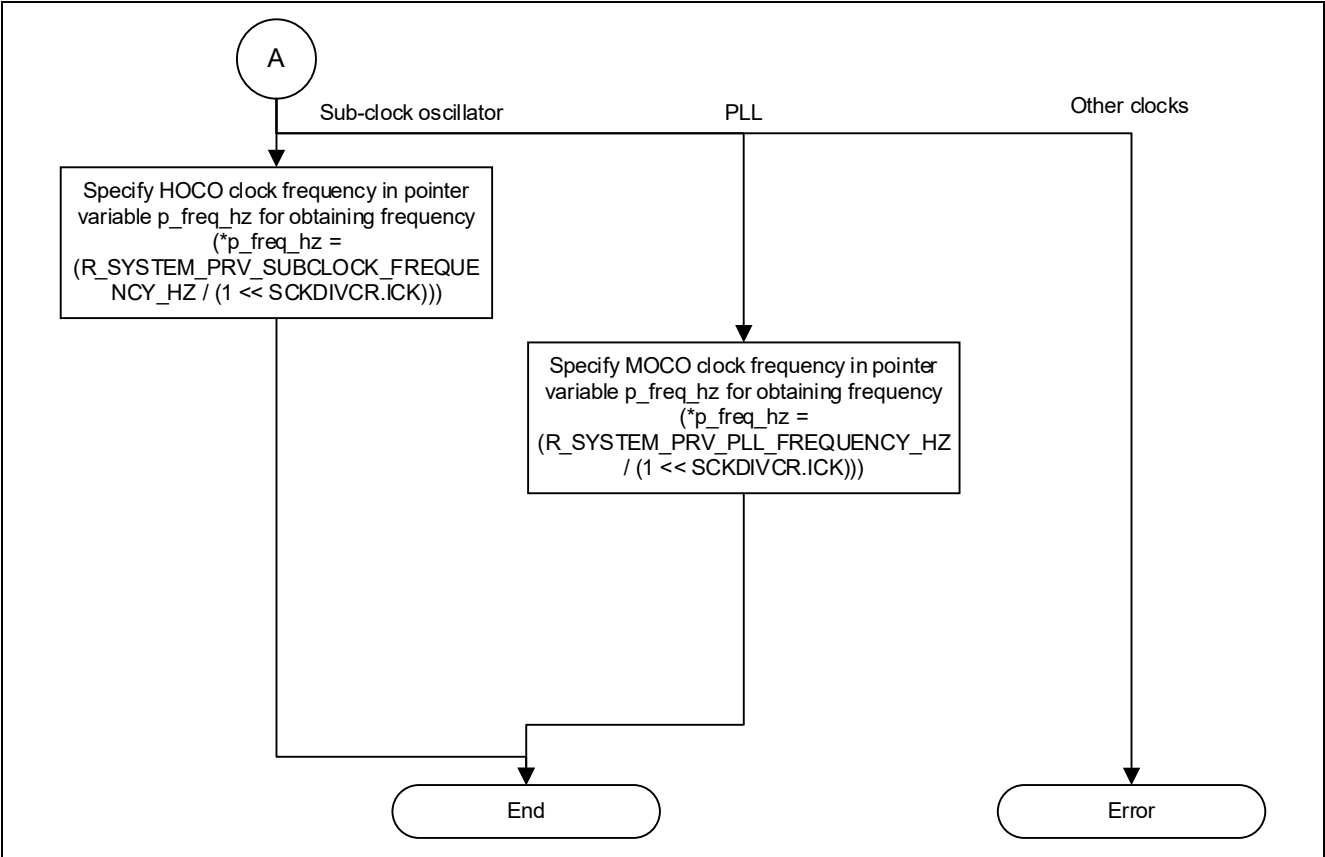 A
Sub-clock oscillator
PLL
Other clocks
Specify HOCO clock frequency in pointer
variable p_freq_hz for obtaining frequency
(*p_freq_hz =
(R_SYSTEM_PRV_SUBCLOCK_FREQUE
NCY_HZ / (1 << SCKDIVCR.ICK)))
Specify MOCO clock frequency in pointer
variable p_freq_hz for obtaining frequency
(*p_freq_hz =
(R_SYSTEM_PRV_PLL_FREQUENCY_HZ
/ (1 << SCKDIVCR.ICK)))
End
Error